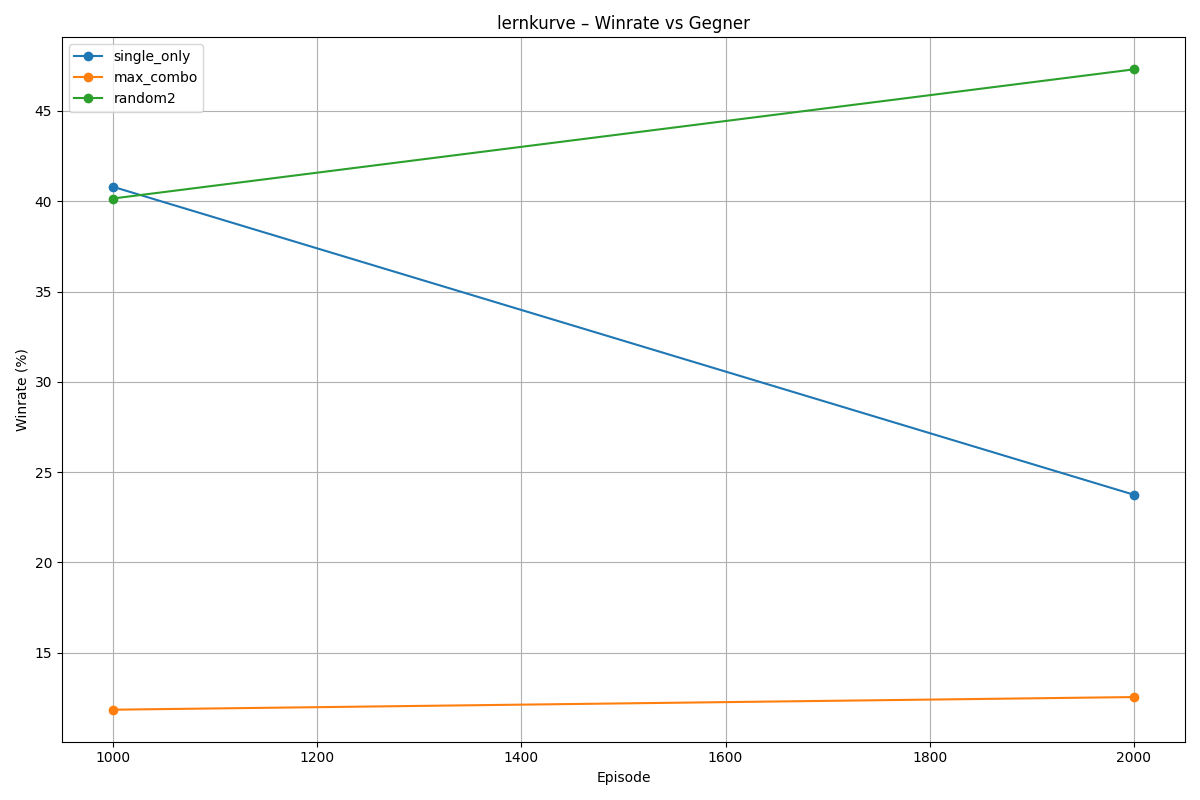 lernkurve – Winrate vs Gegner
single_only
max_combo
random2
Winrate (%)
45
40
35
30
25
20
15
1000 1200 1400 1600 1800 2000
Episode